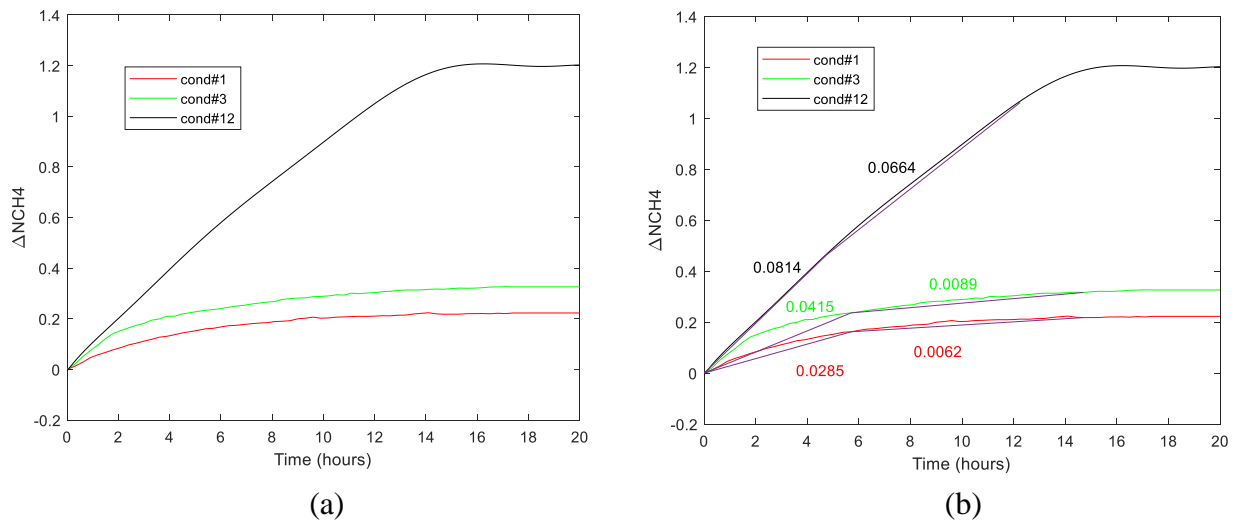 1.4
1.2
1
0.8
0.6
0.4
0.2
0
-0.2
ΔNCH4
cond#1
cond#3
cond#12
0 2 4 6 8 10 12 14 16 18 20
Time (hours)
(a)
1.4
1.2
1
0.8
0.6
0.4
0.2
0
-0.2
ΔNCH4
cond#1
cond#3
cond#12
0.0664
0.0814
0.0089
0.0415
0.0062
0.0285
0 2 4 6 8 10 12 14 16 18 20
Time (hours)
(b)